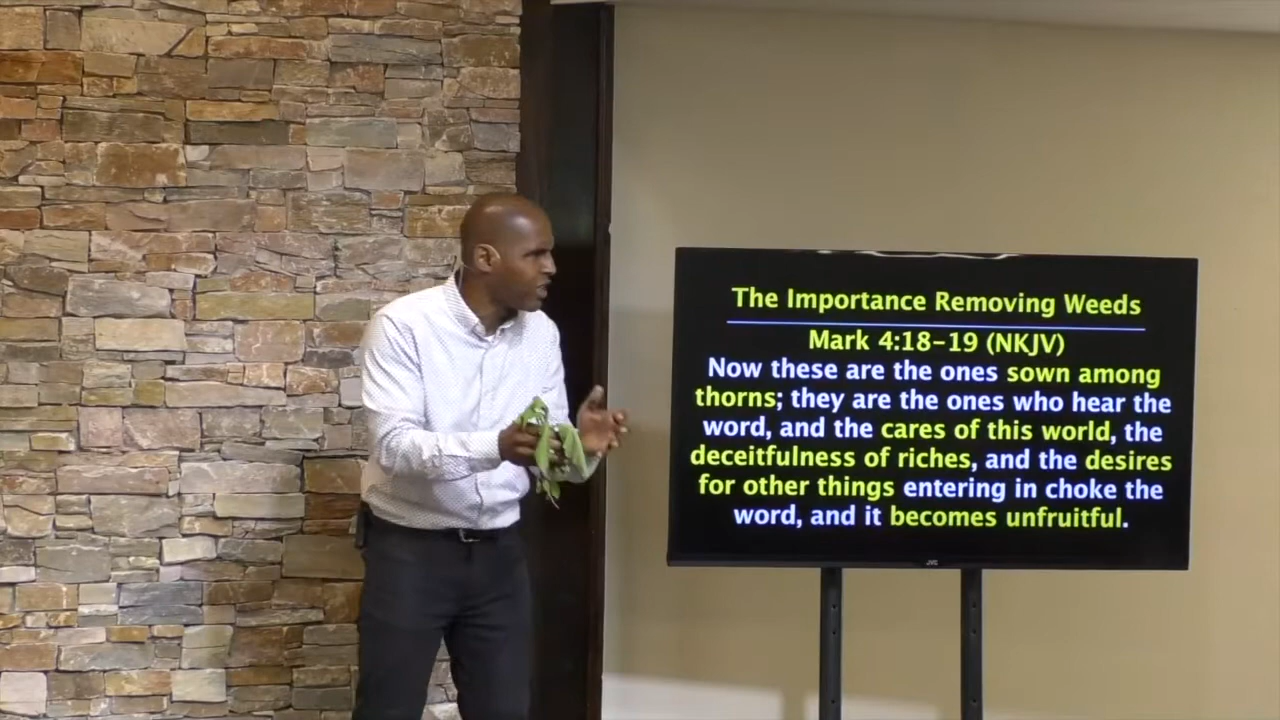 The Importance Removing Weeds
Mark 4:18-19 (NKJV)
Now these are the ones sown among
thorns; they are the ones who hear the
word, and the cares of this world, the
deceitfulness of riches, and the desires
for other things entering in choke the
word, and it becomes unfruitful.
JVC